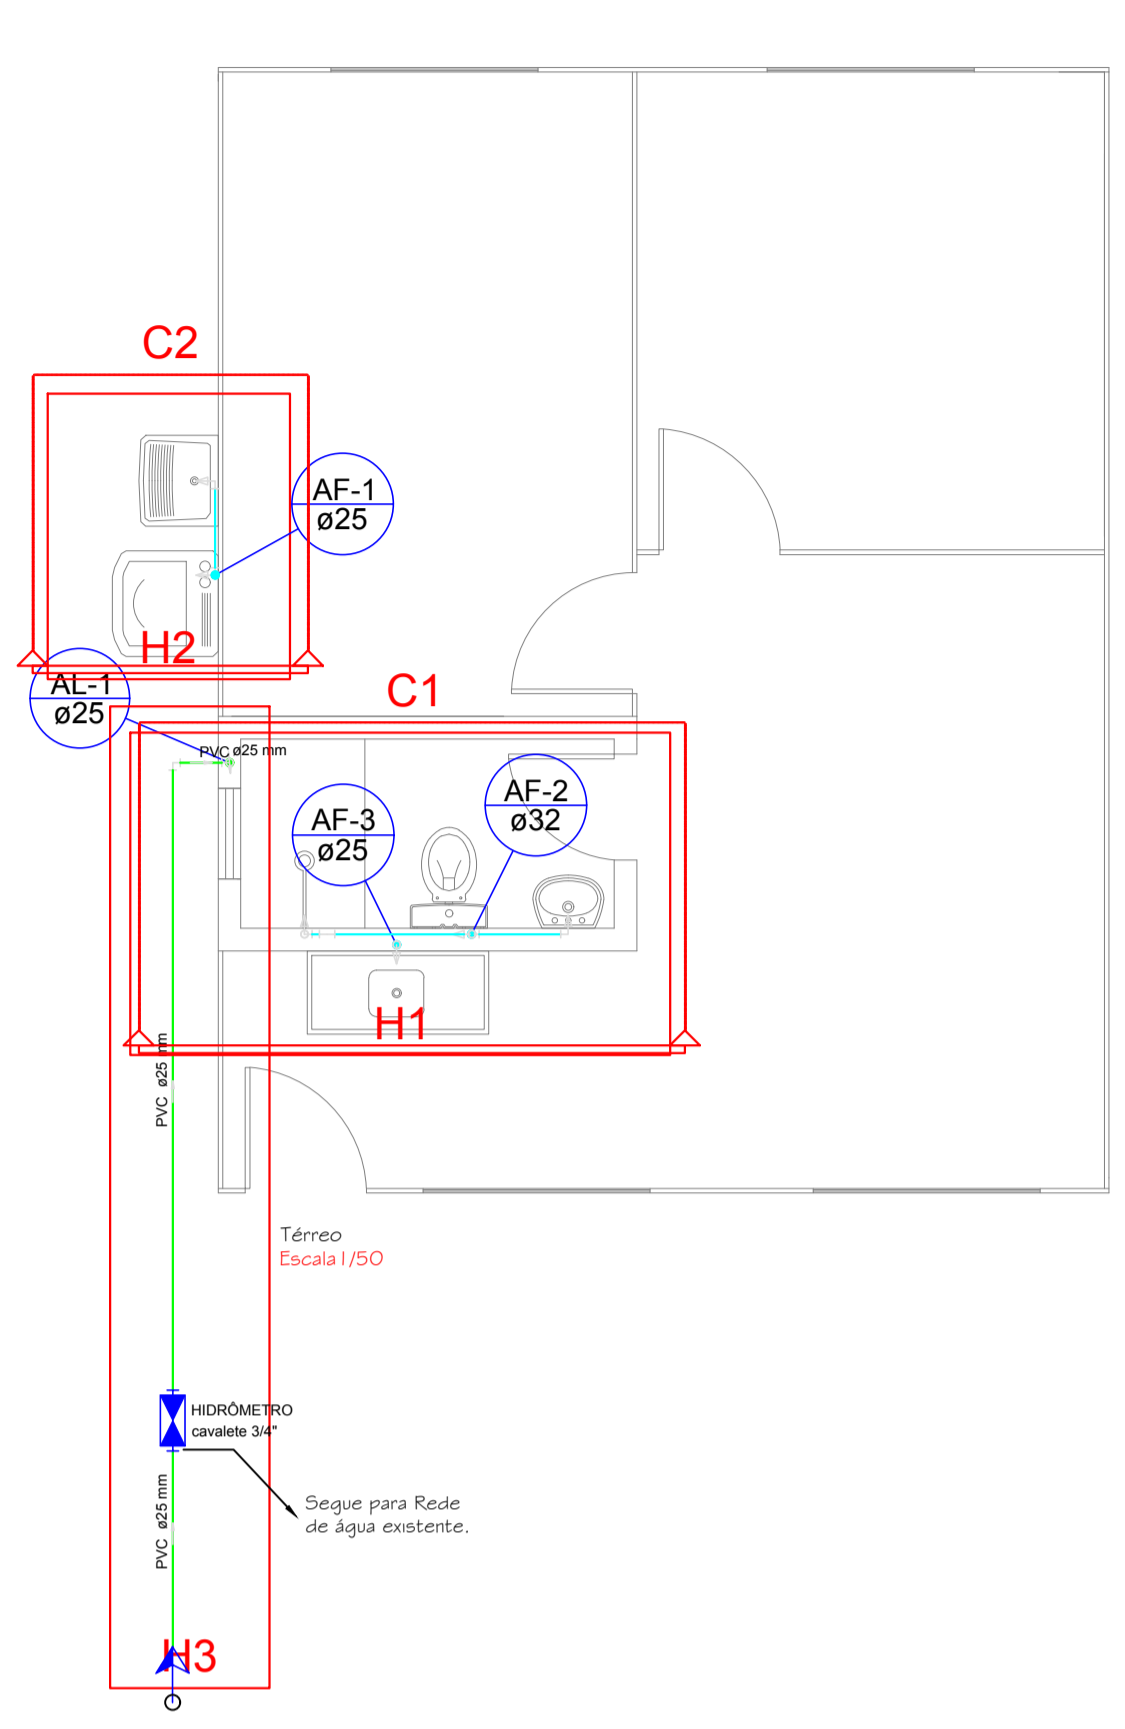 C2
AF-1
ø25
H2
AL-1
ø25
C1
PVC ø25 mm
AF-2
ø32
AF-3
ø25
H1
PVC ø25 mm
Térreo
Escala 1/50
HIDRÔMETRO
cavalete 3/4"
PVC ø25 mm
Segue para Rede
de água existente.
H3